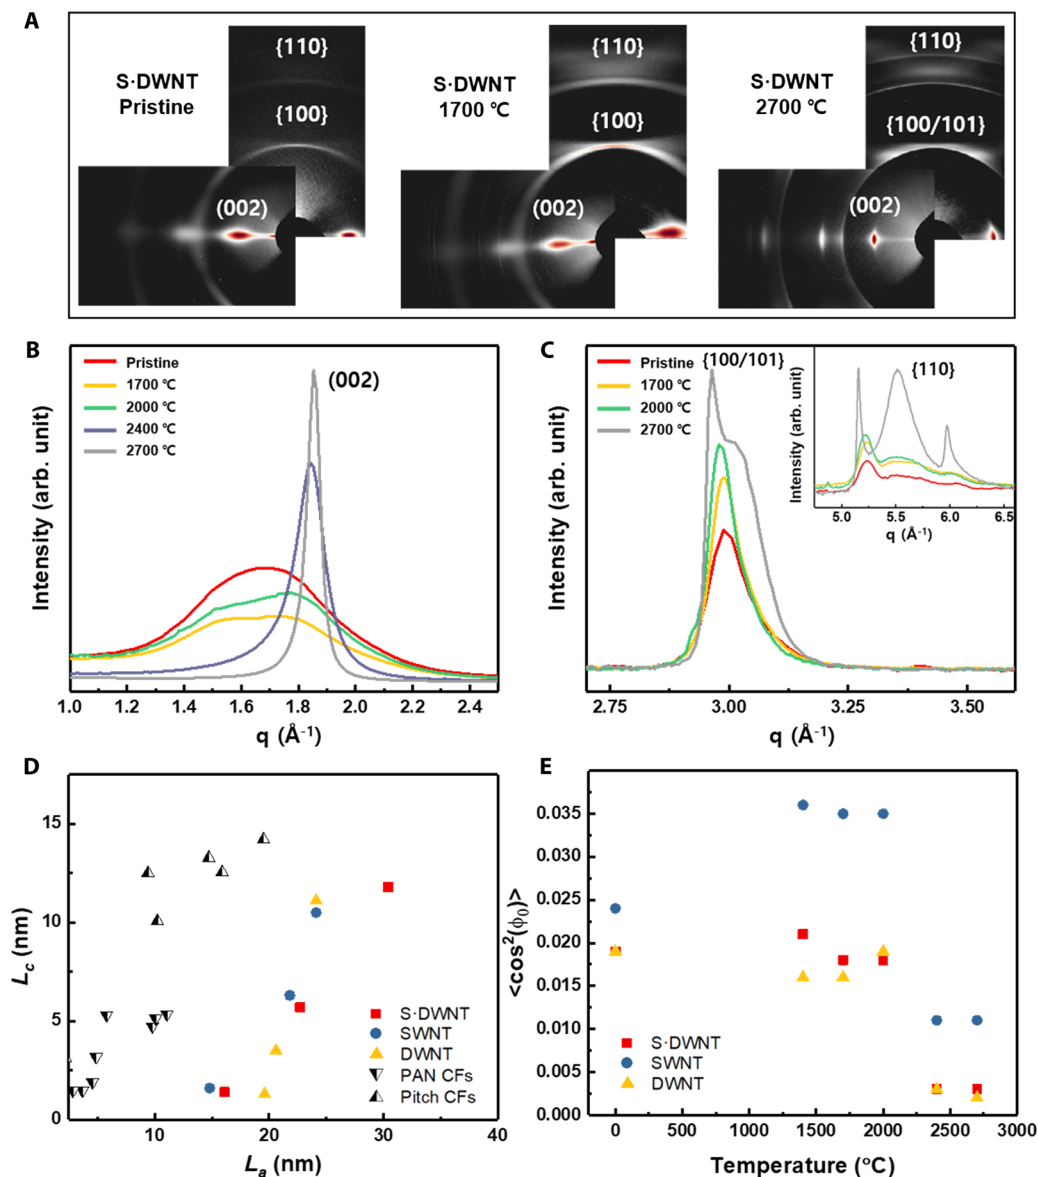 A
S·DWNT
Pristine
{110}
{100}
(002)
S·DWNT
1700 ℃
{110}
{100}
(002)
S·DWNT
2700 ℃
{110}
{100/101}
(002)
B
Intensity (arb. unit)
Pristine
1700 ℃
2000 ℃
2400 ℃
2700 ℃
(002)
1.0 1.2 1.4 1.6 1.8 2.0 2.2 2.4
q (Å⁻¹)
C
Intensity (arb. unit)
Pristine
1700 ℃
2000 ℃
2700 ℃
{100/101}
2.75 3.00 3.25 3.50
q (Å⁻¹)
Intensity (arb. unit)
{110}
5.0 5.5 6.0 6.5
q (Å⁻¹)
D
Lc (nm)
15
10
5
0
10 20 30 40
La (nm)
S·DWNT
SWNT
DWNT
PAN CFs
Pitch CFs
E
<cos²(ϕ0)>
0.035
0.030
0.025
0.020
0.015
0.010
0.005
0.000
0 500 1000 1500 2000 2500 3000
Temperature (°C)
S·DWNT
SWNT
DWNT